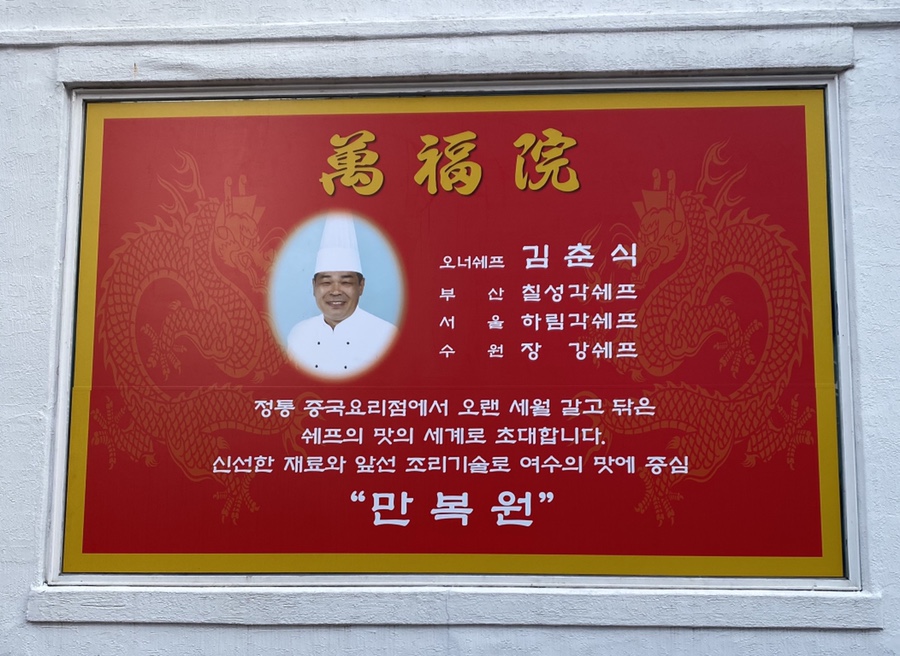 萬福院
오너쉐프 김춘식
부 산 칠성각쉐프
서 울 하림각쉐프
수 원 장 강쉐프
정통 중국요리점에서 오랜 세월 갈고 닦은
쉐프의 맛의 세계로 초대합니다.
신선한 재료와 앞선 조리기술로 여수의 맛에 중심
“만복원”